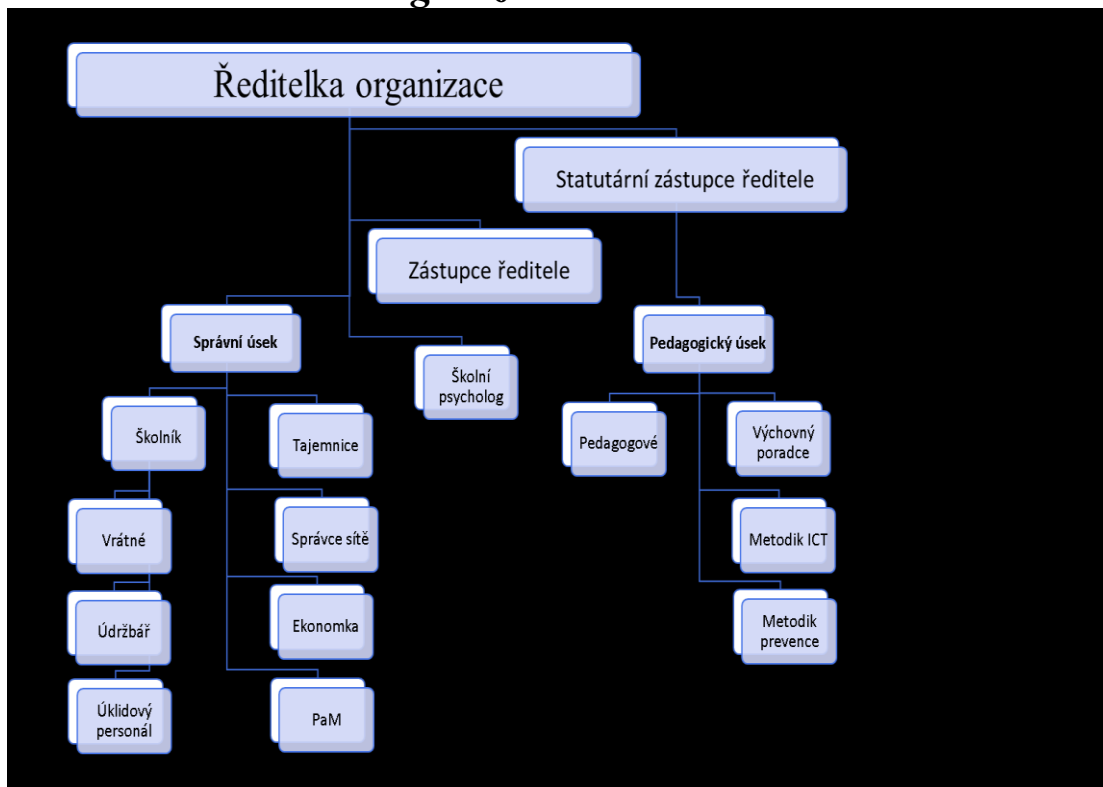 Ředitelka organizace
Statutární zástupce ředitele
Zástupce ředitele
Správní úsek
Pedagogický úsek
Školní
psycholog
Školník
Tajemnice
Pedagogové
Výchovný
poradce
Vrátné
Správce sítě
Metodik ICT
Údržbář
Ekonomka
Metodik
prevence
Úklidový
personál
PaM